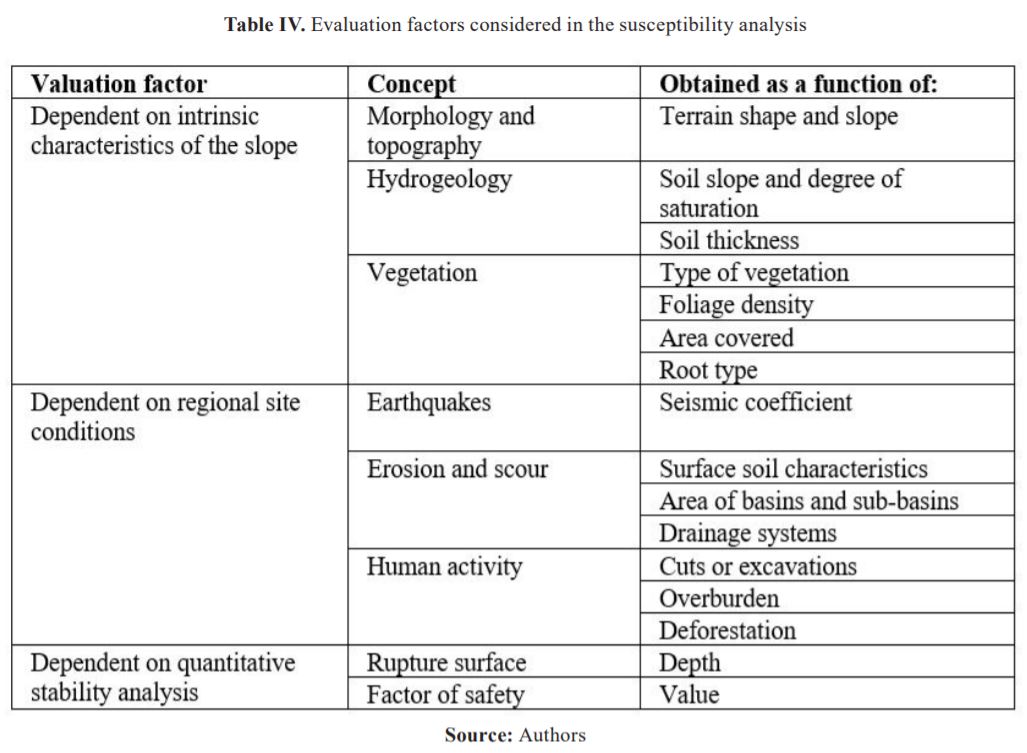 Table IV. Evaluation factors considered in the susceptibility analysis
Valuation factor Concept Obtained as a function of:
Dependent on intrinsic
characteristics of the slope
Morphology and
topography
Terrain shape and slope
Hydrogeology
Soil slope and degree of
saturation
Soil thickness
Vegetation
Type of vegetation
Foliage density
Area covered
Root type
Dependent on regional site
conditions
Earthquakes
Seismic coefficient
Erosion and scour
Surface soil characteristics
Area of basins and sub-basins
Drainage systems
Human activity
Cuts or excavations
Overburden
Deforestation
Dependent on quantitative
stability analysis
Rupture surface
Depth
Factor of safety
Value
Source: Authors